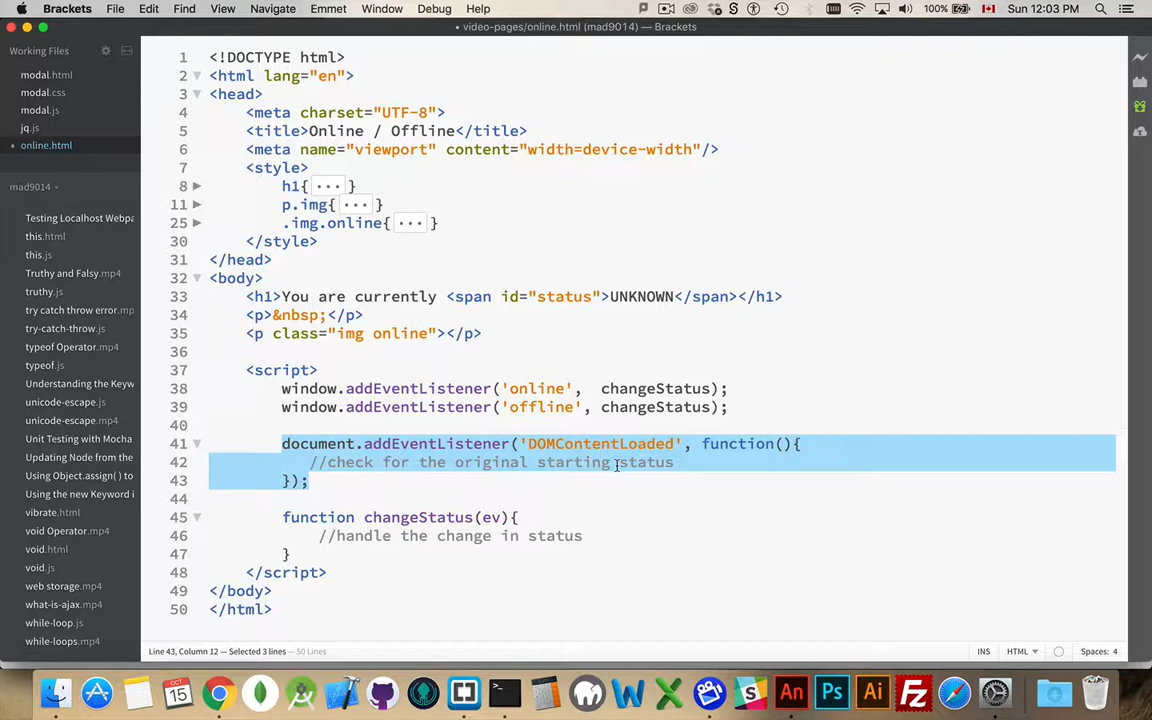 Brackets File Edit Find View Navigate Emmet Window Debug Help 100% Sun 12:03 PM
• video-pages/online.html (mad9014) — Brackets
Working Files
modal.html
modal.css
modal.js
jq.js
• online.html
mad9014
Testing Localhost Webpa
this.html
this.js
Truthy and Falsy.mp4
truthy.js
try catch throw error.mp
try-catch-throw.js
typeof Operator.mp4
typeof.js
Understanding the Keyw
unicode-escape.js
unicode-escape.mp4
Unit Testing with Mocha
Updating Node from the
Using Object.assign( ) to
Using the new Keyword i
vibrate.html
void Operator.mp4
void.html
void.js
web storage.mp4
what-is-ajax.mp4
while-loop.js
while-loops.mp4
1 <!DOCTYPE html>
2 <html lang="en">
3 <head>
4 <meta charset="UTF-8">
5 <title>Online / Offline</title>
6 <meta name="viewport" content="width=device-width"/>
7 <style>
8 h1{...}
11 p.img{...}
25 .img.online{...}
30 </style>
31 </head>
32 <body>
33 <h1>You are currently <span id="status">UNKNOWN</span></h1>
34 <p>&nbsp;</p>
35 <p class="img online"></p>
36
37 <script>
38 window.addEventListener('online',  changeStatus);
39 window.addEventListener('offline', changeStatus);
40
41 document.addEventListener('DOMContentLoaded', function(){
42 //check for the original starting status
43 });
44
45 function changeStatus(ev){
46 //handle the change in status
47 }
48 </script>
49 </body>
50 </html>
Line 43, Column 12 — Selected 3 lines — 50 Lines INS HTML Spaces: 4
OCT
15
An Ps Ai Fz